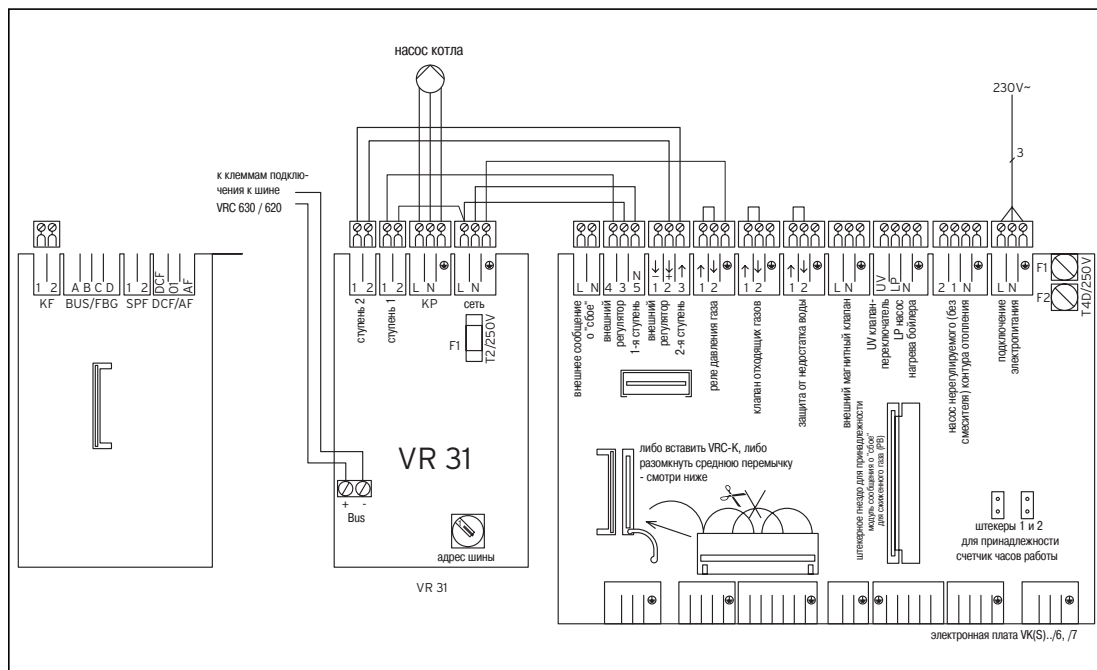 насос котла
230V~
3
к клеммам подклю-
чения к шине
VRC 630 / 620
1 2
KF
A B C D
BUS/FBG
1 2
SPF
DCF
01
AF
DCF/AF
1 2
ступень 2
1 2
ступень 1
L N
KP
L N
сеть
F1
T2/250V
VR 31
+ -
Bus
адрес шины
VR 31
L N
внешнее сообщение
о "сбое"
4 3 5
N
внешний
регулятор
1-я ступень
1 2 3
- +
внешний
регулятор
2-я ступень
1 2
реле давления газа
1 2
клапан отходящих газов
1 2
защита от недостатка воды
L N
внешний магнитный клапан
UV
L
LP
N
UV клапан-
переключатель
LP насос
нагрева бойлера
2 1 N
насос нерегулируемого (без
смесителя) контура отопления
L N
подключение
электропитания
F1
F2
T4D/250V
либо вставить VRC-K, либо
разомкнуть среднюю перемычку
- смотри ниже
штекерное гнездо для принадлежности
модуль сообщения о "сбое"
для сжиженного газа (PB)
штекеры 1 и 2
для принадлежности
счетчик часов работы
электронная плата VK(S)../6, /7